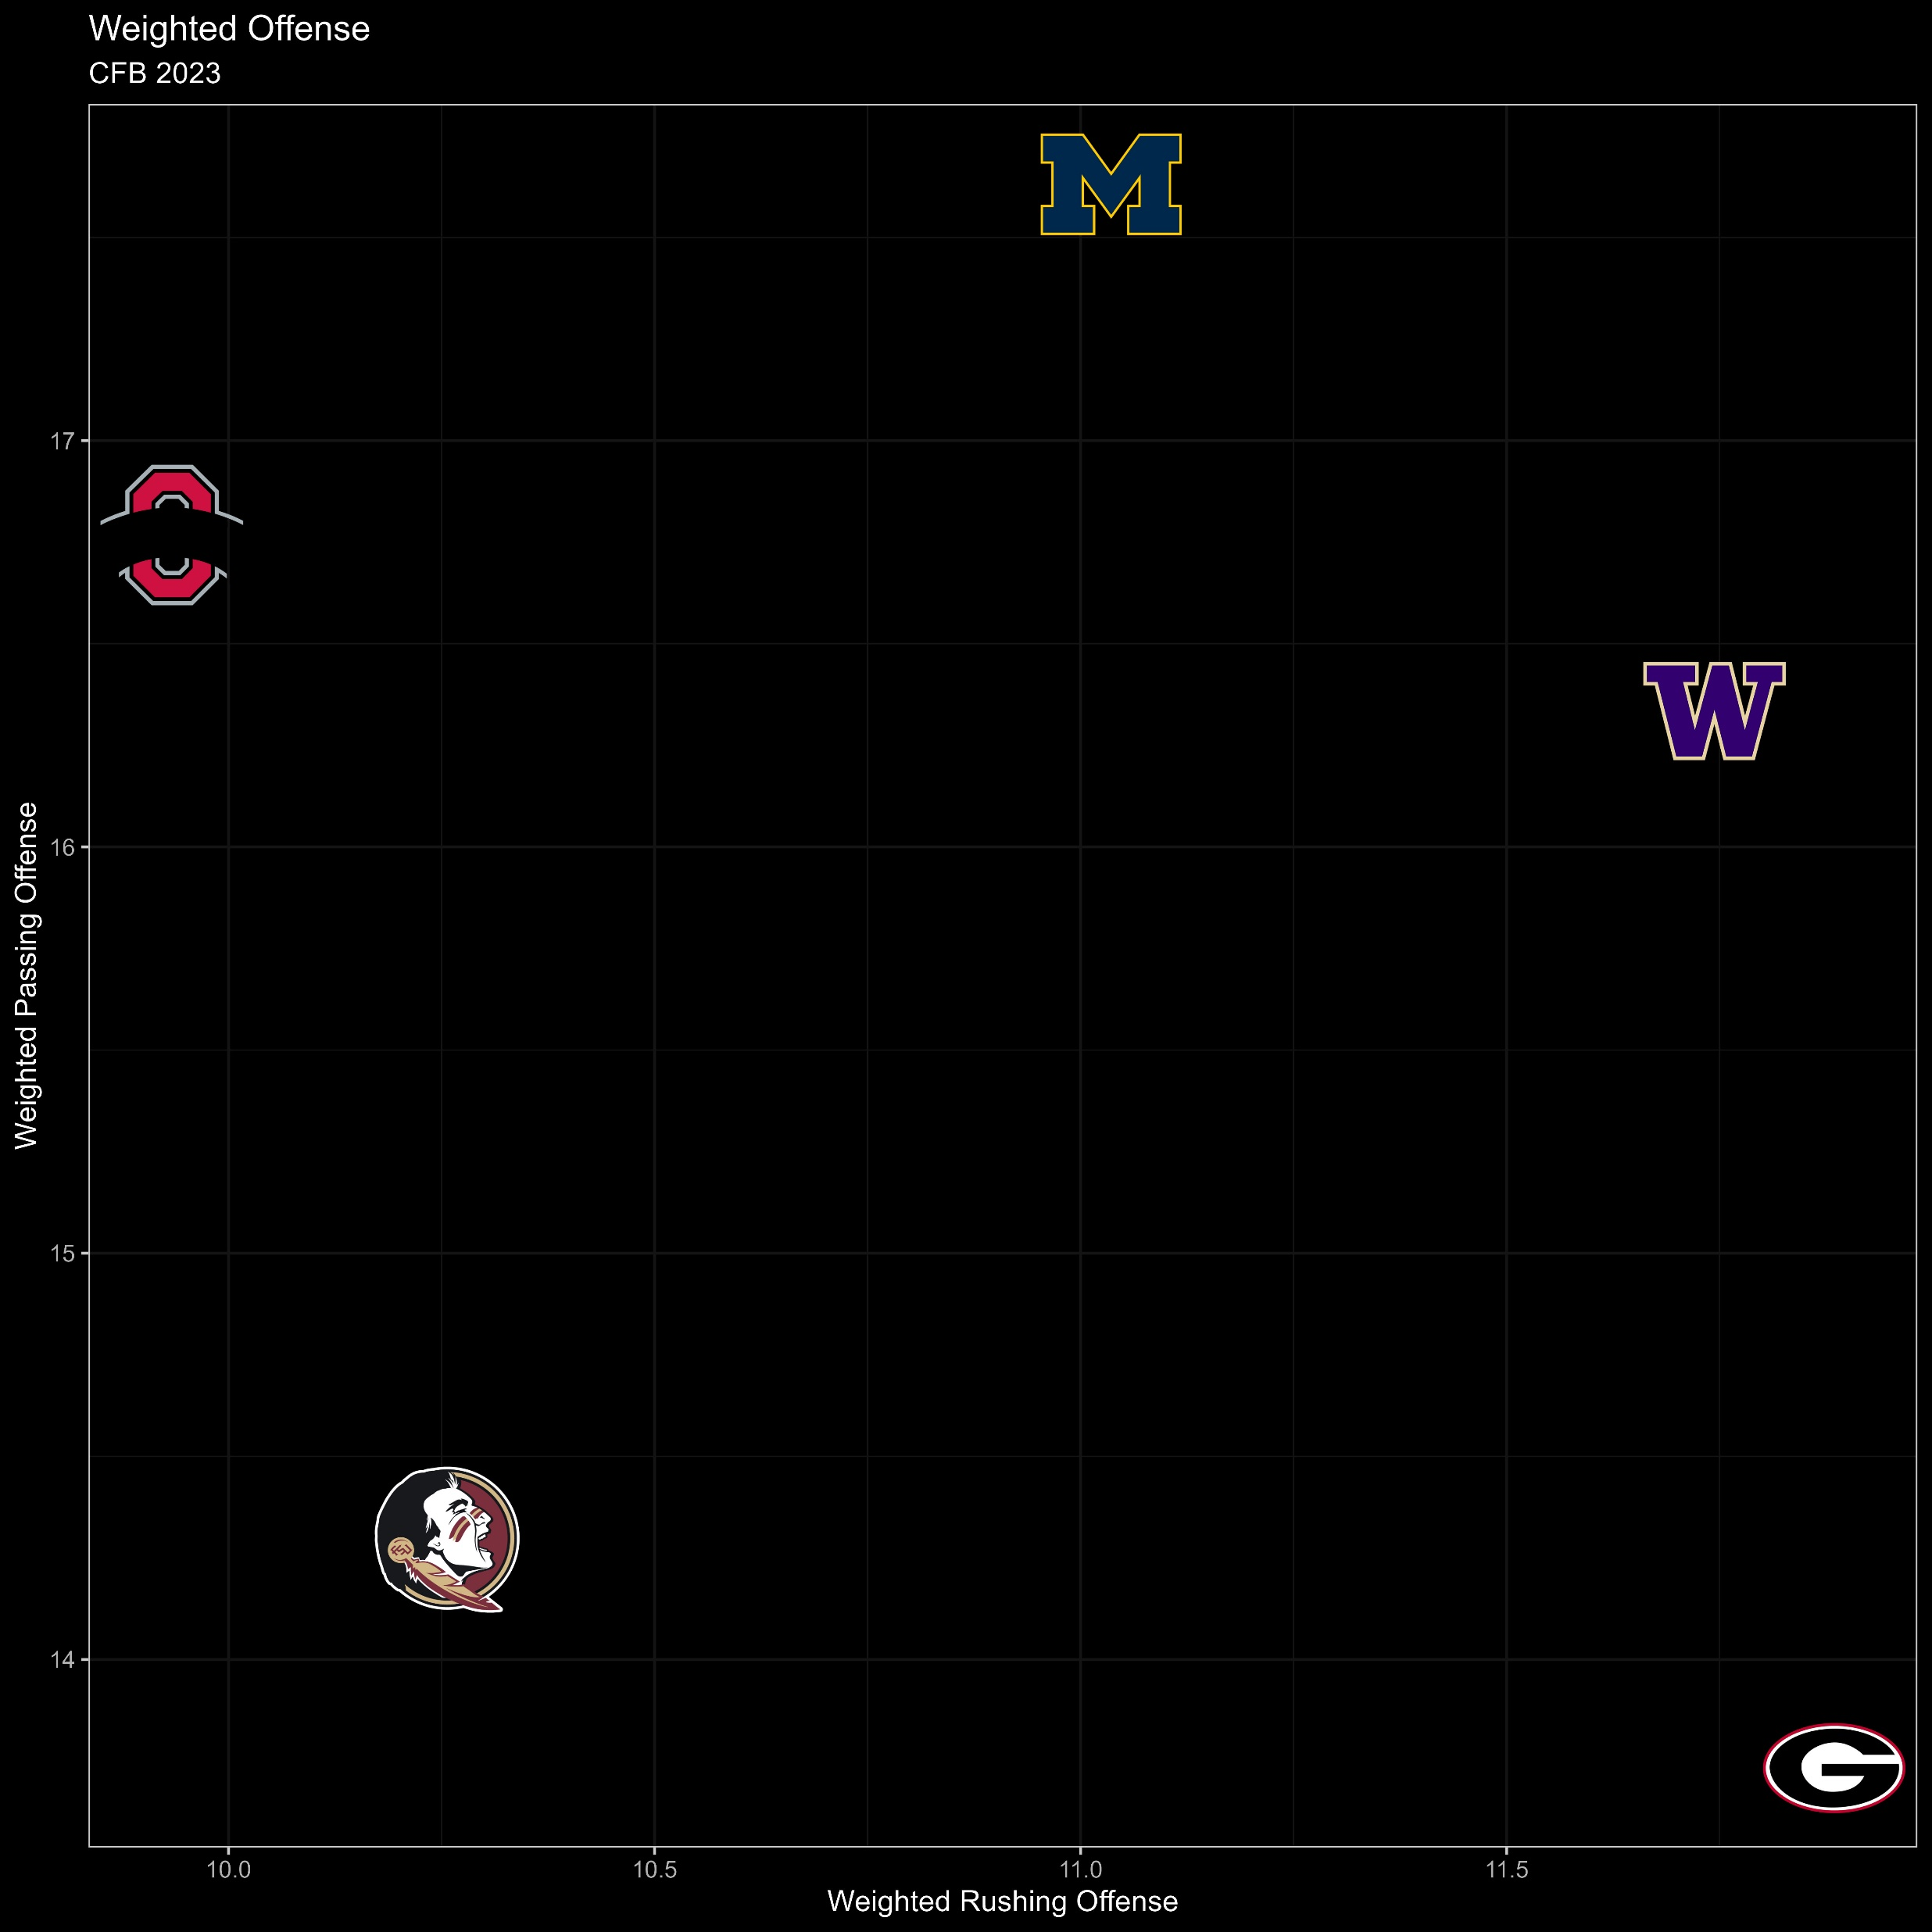 Weighted Offense
CFB 2023
M
W
G
17
16
15
14
Weighted Passing Offense
10.0
10.5
11.0
11.5
Weighted Rushing Offense